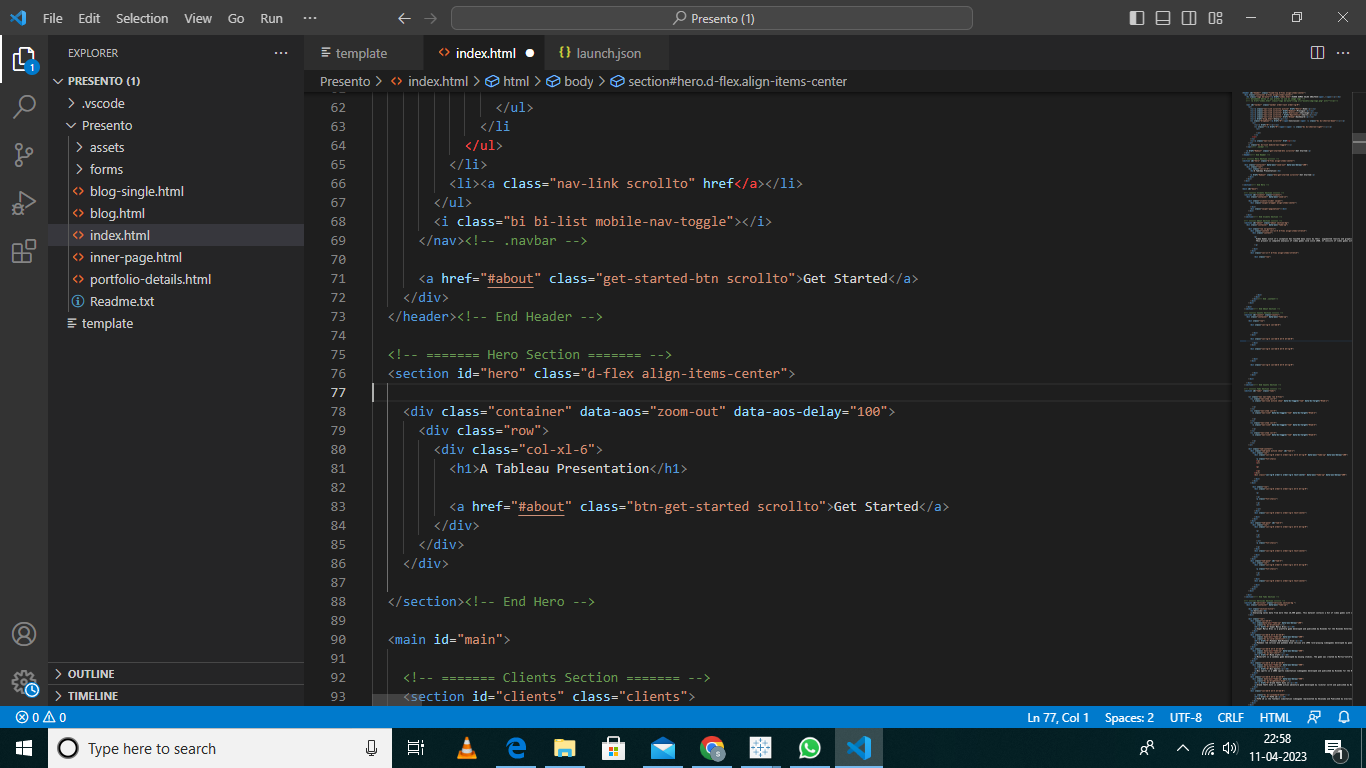 File Edit Selection View Go Run ···
Presento (1)
EXPLORER
PRESENTO (1)
.vscode
Presento
assets
forms
blog-single.html
blog.html
index.html
inner-page.html
portfolio-details.html
Readme.txt
template
OUTLINE
TIMELINE
1
template index.html launch.json
Presento > index.html > html > body > section#hero.d-flex.align-items-center
62 </ul>
63 </li
64 </ul>
65 </li>
66 <li><a class="nav-link scrollto" href</a></li>
67 </ul>
68 <i class="bi bi-list mobile-nav-toggle"></i>
69 </nav><!-- .navbar -->
70
71 <a href="#about" class="get-started-btn scrollto">Get Started</a>
72 </div>
73 </header><!-- End Header -->
74
75 <!-- ======= Hero Section ======= -->
76 <section id="hero" class="d-flex align-items-center">
77
78 <div class="container" data-aos="zoom-out" data-aos-delay="100">
79 <div class="row">
80 <div class="col-xl-6">
81 <h1>A Tableau Presentation</h1>
82
83 <a href="#about" class="btn-get-started scrollto">Get Started</a>
84 </div>
85 </div>
86 </div>
87
88 </section><!-- End Hero -->
89
90 <main id="main">
91
92 <!-- ======= Clients Section ======= -->
93 <section id="clients" class="clients">
0 0
Ln 77, Col 1 Spaces: 2 UTF-8 CRLF HTML
Type here to search
22:58
11-04-2023
1